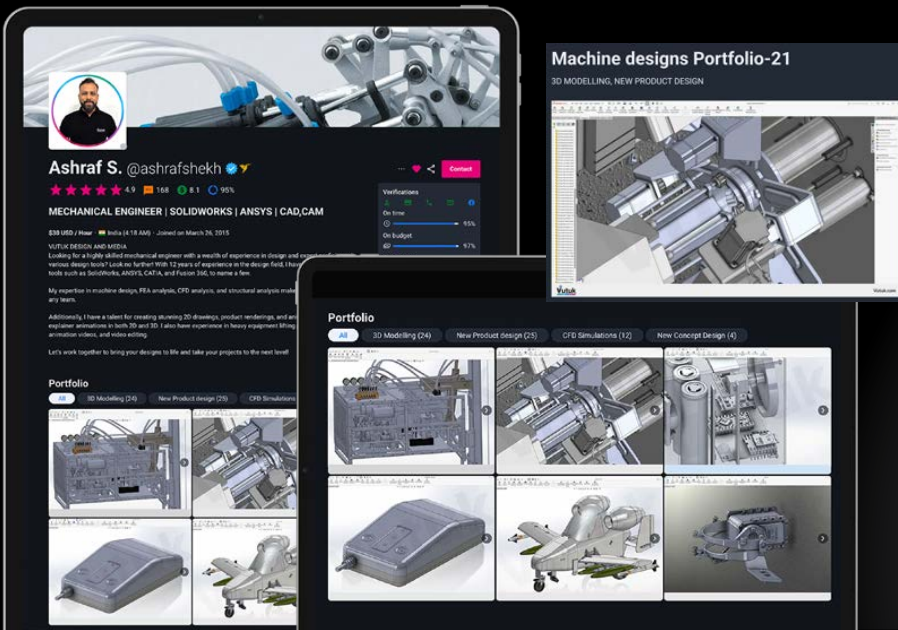 Ashraf S. @ashrafshekh
4.9 168 8.1 95%
Contact
MECHANICAL ENGINEER | SOLIDWORKS | ANSYS | CAD,CAM
$30 USD / Hour · India (4:18 AM) · Joined on March 26, 2015
VUTUK DESIGN AND MEDIA
Looking for a highly skilled mechanical engineer with a wealth of experience in design and
various design tools? Look no further! With 12 years of experience in the design field, I have
tools such as SolidWorks, ANSYS, CATIA, and Fusion 360, to name a few.
My expertise in machine design, FEA analysis, CFD analysis, and structural analysis
any team.
Additionally, I have a talent for creating stunning 2D drawings, product renderings, and
explainer animations in both 2D and 3D. I also have experience in heavy equipment lifting
animation videos, and video editing.
Let's work together to bring your designs to life and take your projects to the next level!
Verifications
On time
95%
On budget
97%
Portfolio
All 3D Modelling (24) New Product design (25) CFD Simulations
Machine designs Portfolio-21
3D MODELLING, NEW PRODUCT DESIGN
Vutuk
Vutuk.com
Portfolio
All 3D Modelling (24) New Product design (25) CFD Simulations (12) New Concept Design (4)